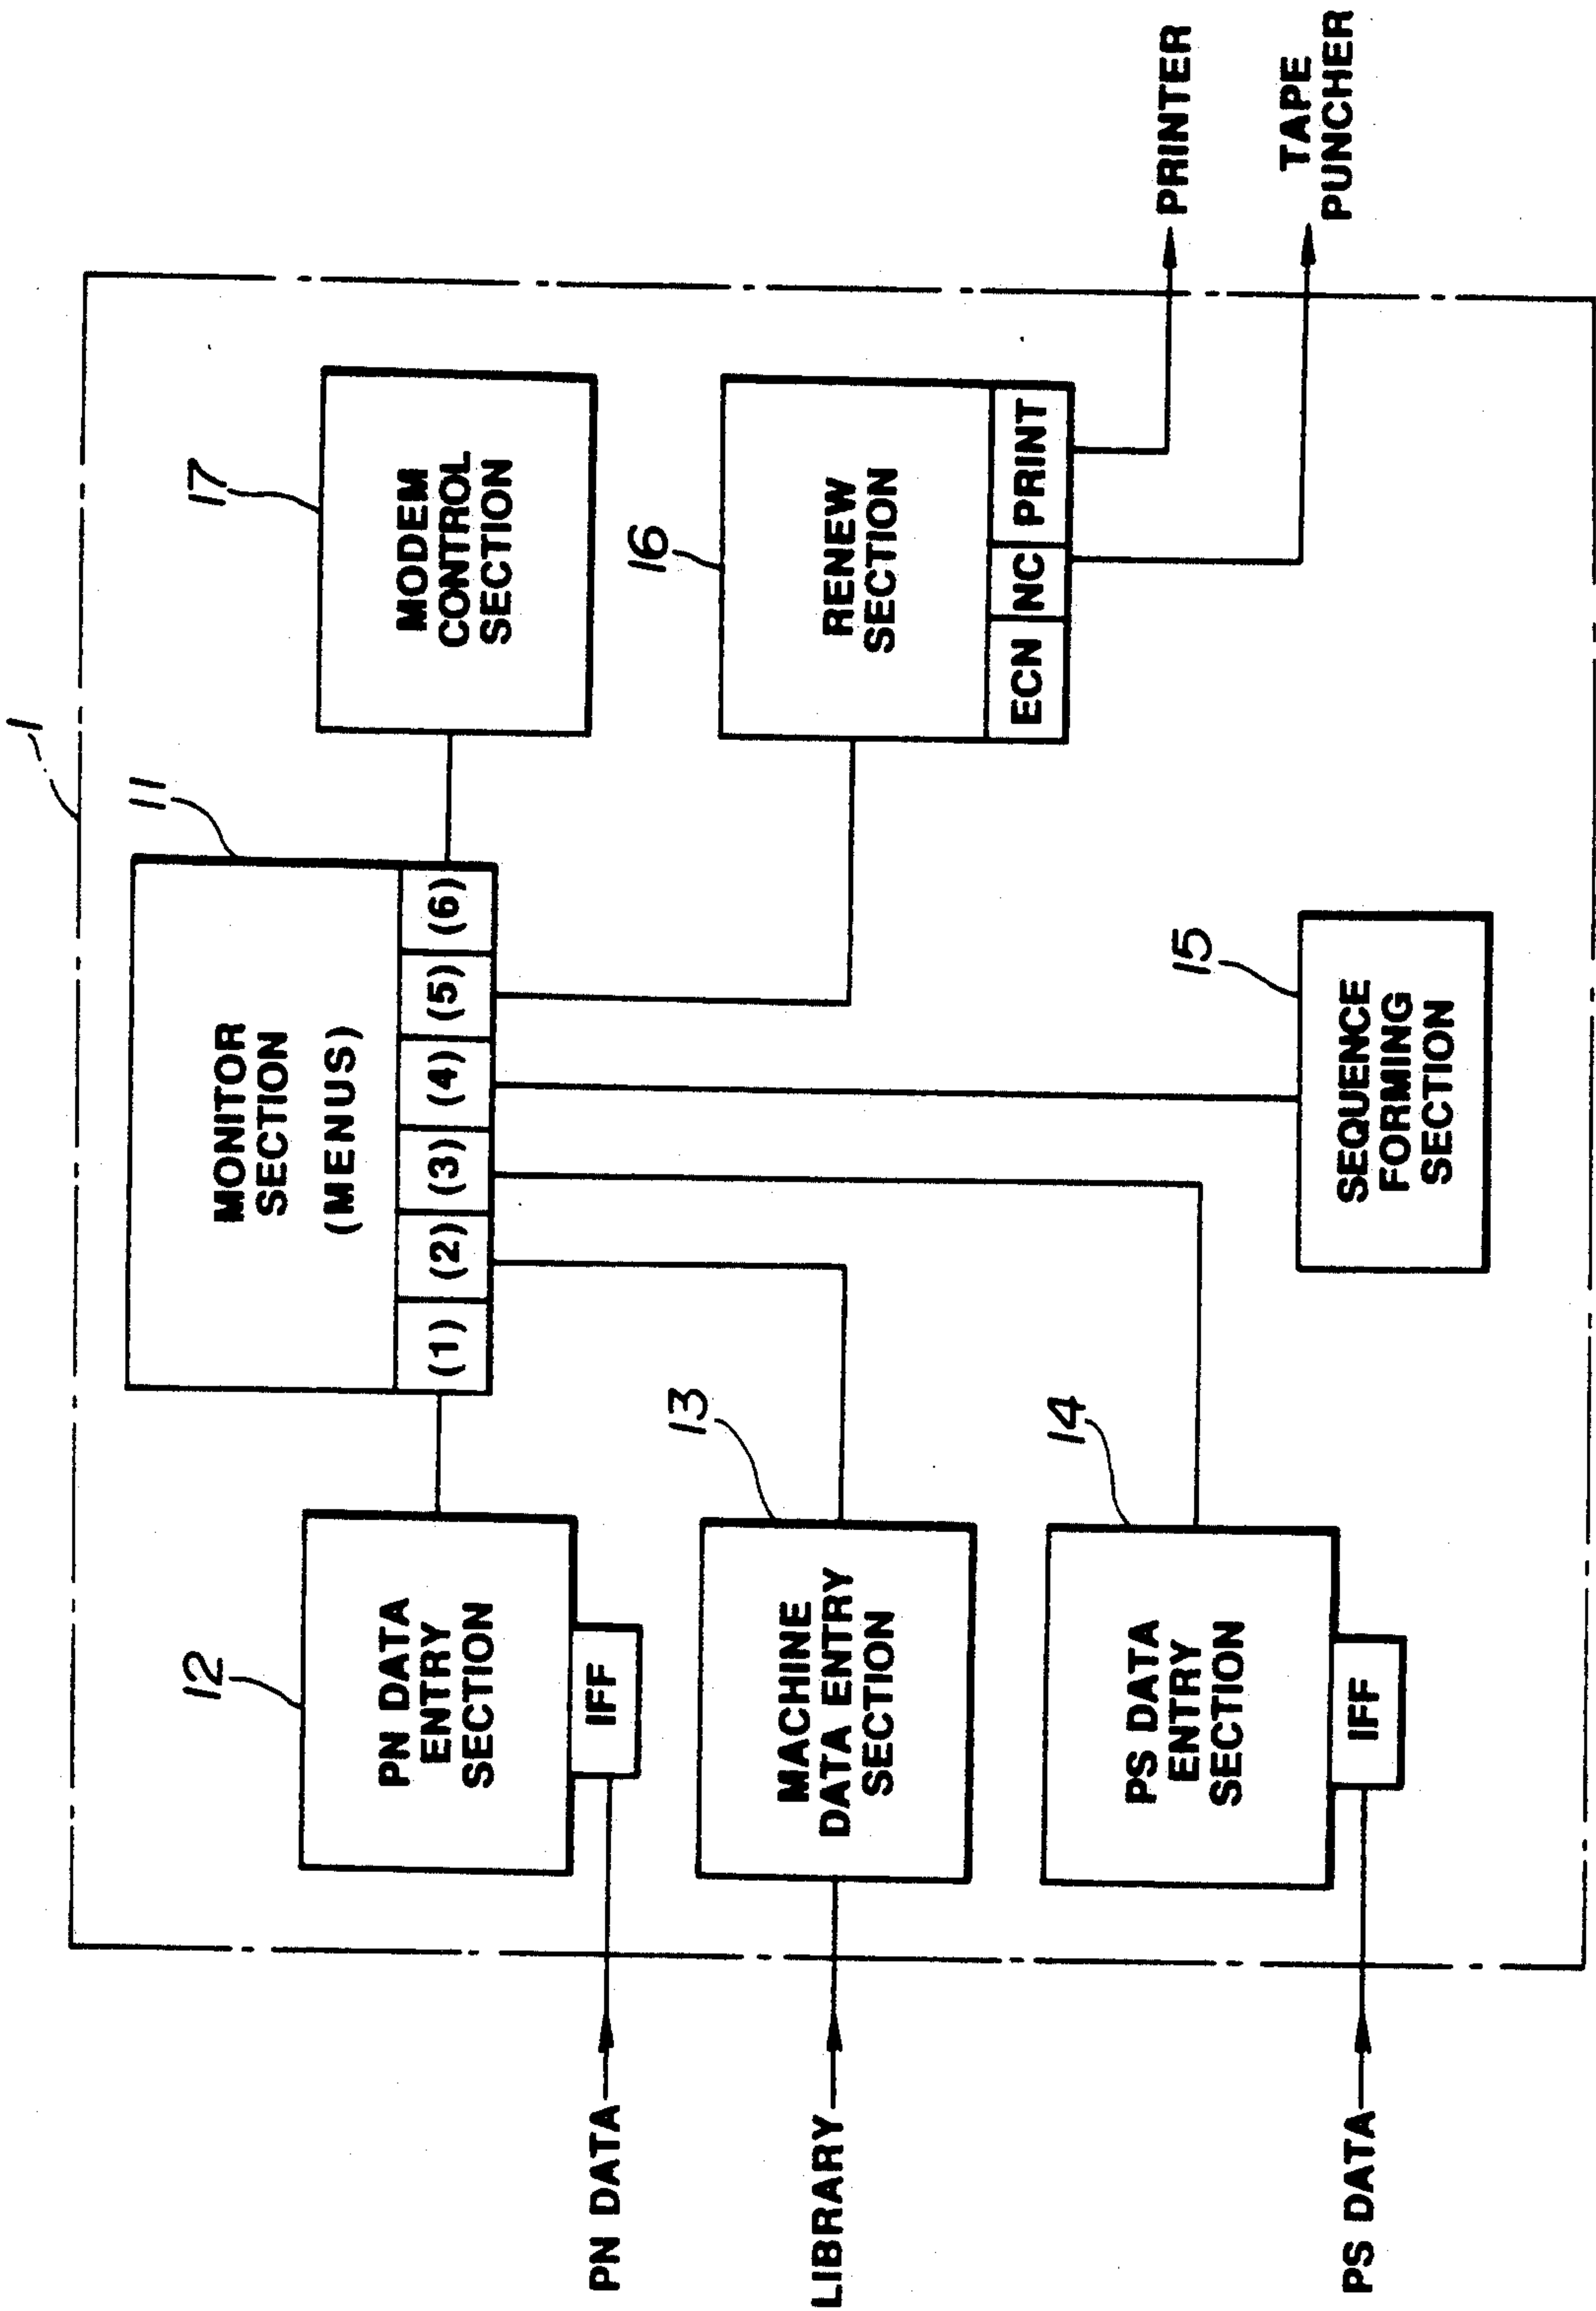 1
11
MONITOR
SECTION
(MENUS)
(1) (2) (3) (4) (5) (6)
12
PN DATA
ENTRY
SECTION
IFF
PN DATA
13
MACHINE
DATA ENTRY
SECTION
LIBRARY
14
PS DATA
ENTRY
SECTION
IFF
PS DATA
15
SEQUENCE
FORMING
SECTION
17
MODEM
CONTROL
SECTION
16
RENEW
SECTION
ECN NC PRINT
PRINTER
TAPE
PUNCHER